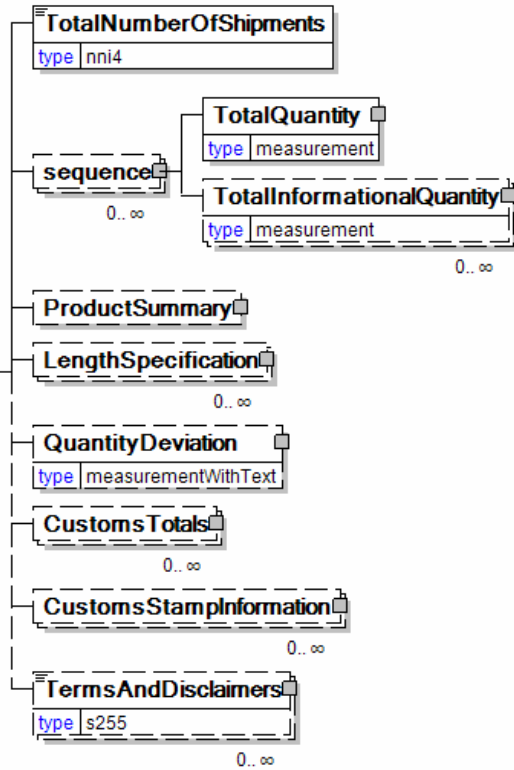 TotalNumberOfShipments
type nni4
TotalQuantity
type measurement
sequence
0.. ∞
TotalInformationalQuantity
type measurement
0.. ∞
ProductSummary
LengthSpecification
0.. ∞
QuantityDeviation
type measurementWithText
CustomsTotals
0.. ∞
CustomsStampInformation
0.. ∞
TermsAndDisclaimers
type s255
0.. ∞